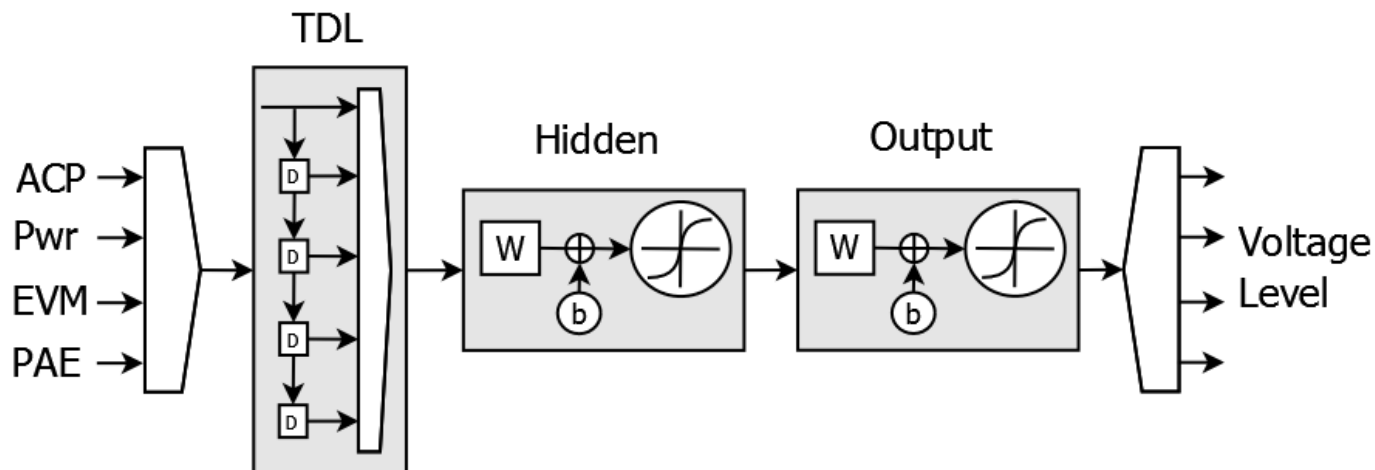 TDL
Hidden
Output
ACP
Pwr
EVM
PAE
D
D
D
D
W
b
W
b
Voltage
Level